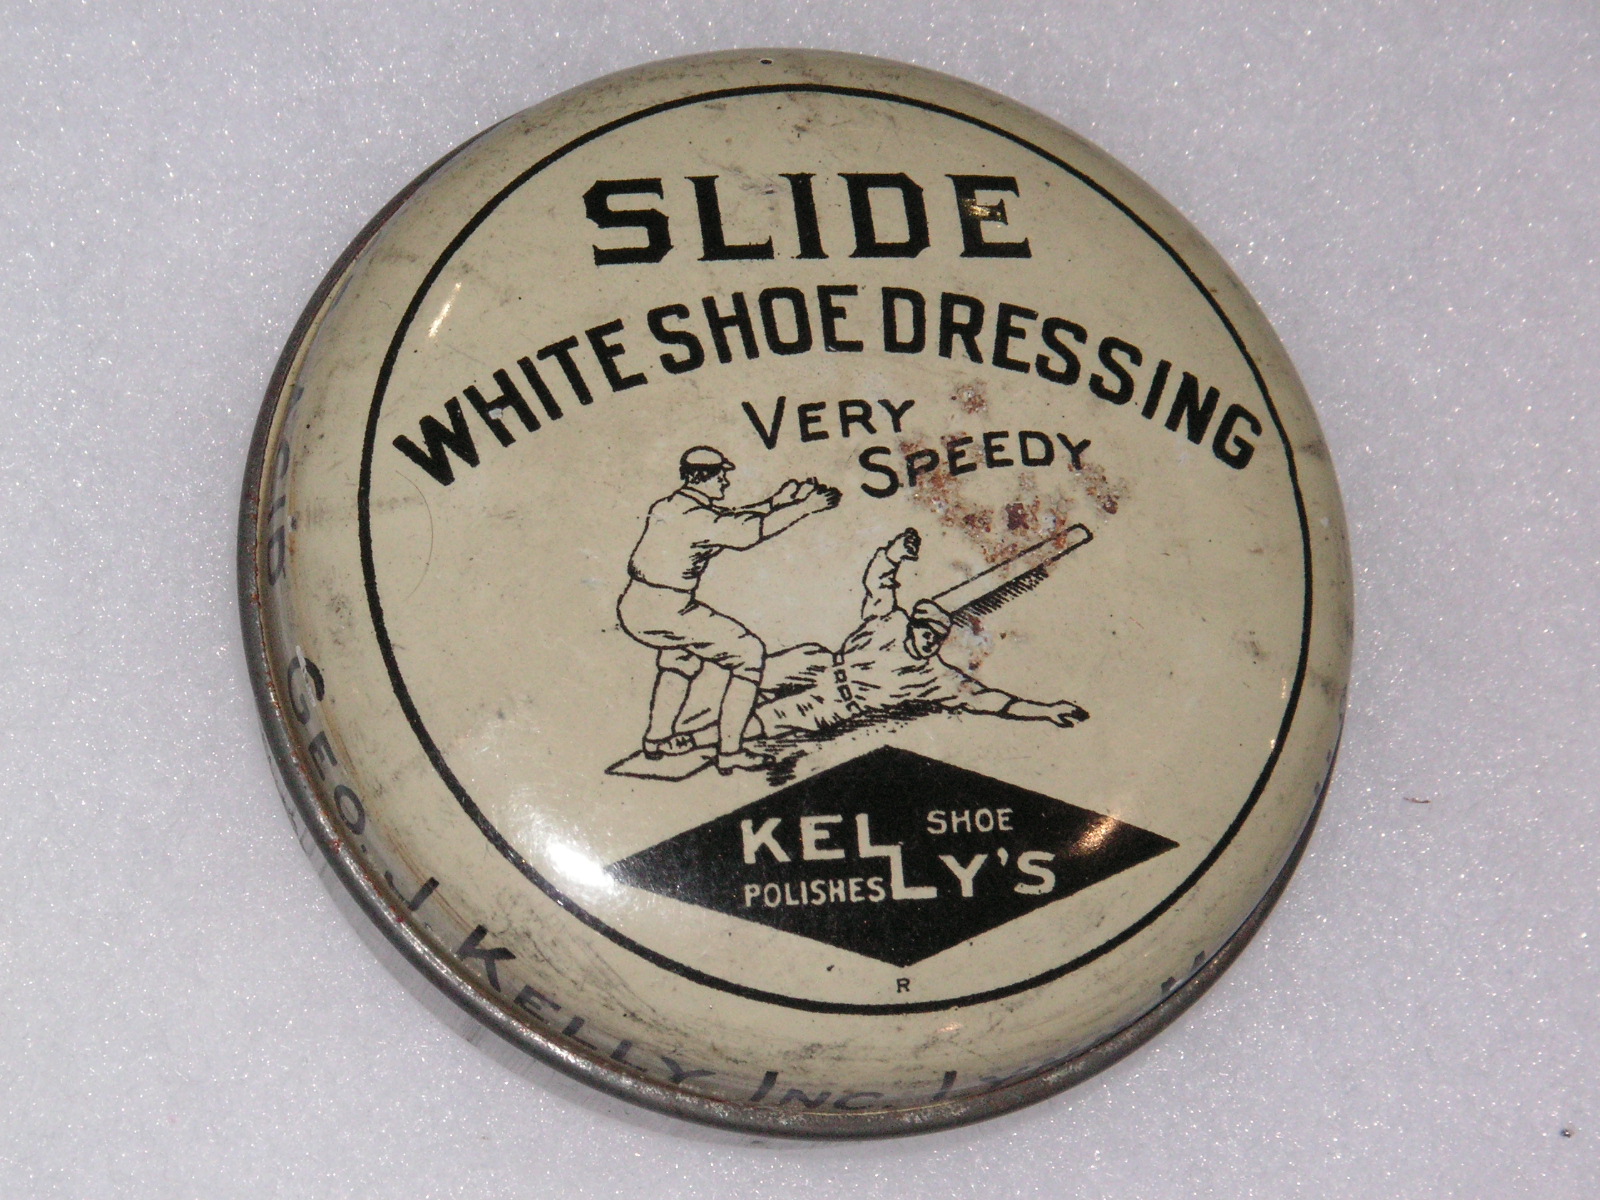 SLIDE
WHITE SHOE DRESSING
VERY
SPEEDY
KELLY'S
SHOE
POLISHES
R
GEO. J. KELLY INC.